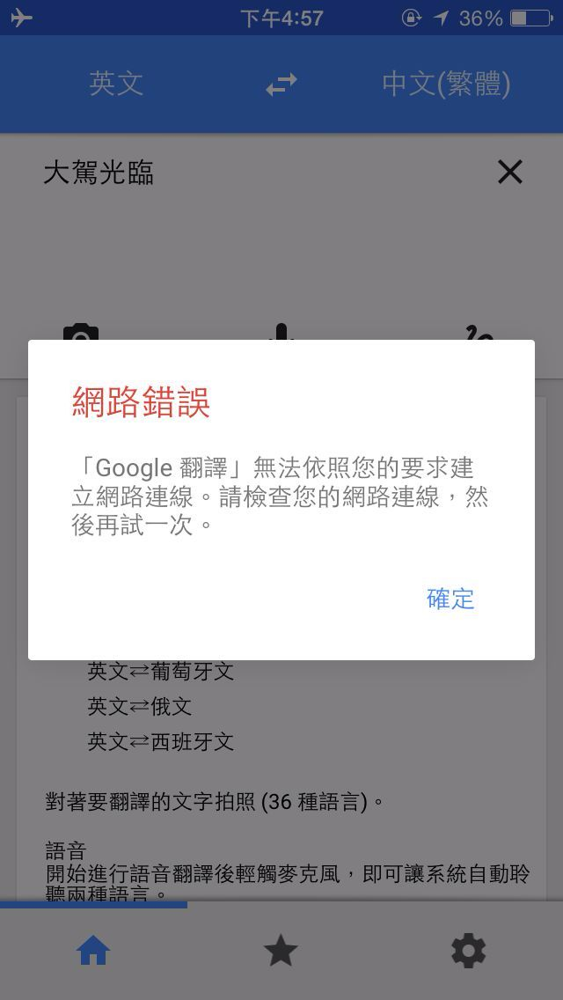 下午4:57
36%
英文
中文(繁體)
大駕光臨
網路錯誤
「Google 翻譯」無法依照您的要求建
立網路連線。請檢查您的網路連線，然
後再試一次。
確定
英文⇌葡萄牙文
英文⇌俄文
英文⇌西班牙文
對著要翻譯的文字拍照 (36 種語言)。
語音
開始進行語音翻譯後輕觸麥克風，即可讓系統自動聆
聽兩種語言。